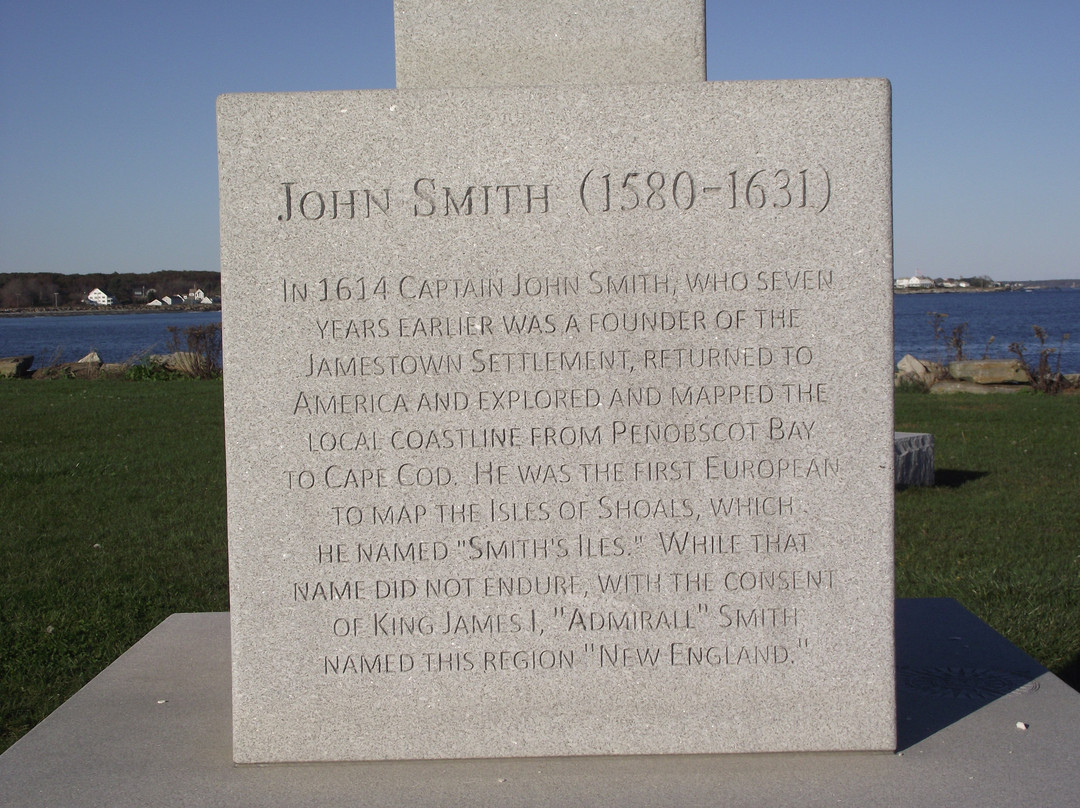 JOHN SMITH (1580-1631)
IN 1614 CAPTAIN JOHN SMITH, WHO SEVEN
YEARS EARLIER WAS A FOUNDER OF THE
JAMESTOWN SETTLEMENT, RETURNED TO
AMERICA AND EXPLORED AND MAPPED THE
LOCAL COASTLINE FROM PENOBSCOT BAY
TO CAPE COD. HE WAS THE FIRST EUROPEAN
TO MAP THE ISLES OF SHOALS, WHICH
HE NAMED "SMITH'S ILES." WHILE THAT
NAME DID NOT ENDURE, WITH THE CONSENT
OF KING JAMES I, "ADMIRALL" SMITH
NAMED THIS REGION "NEW ENGLAND."